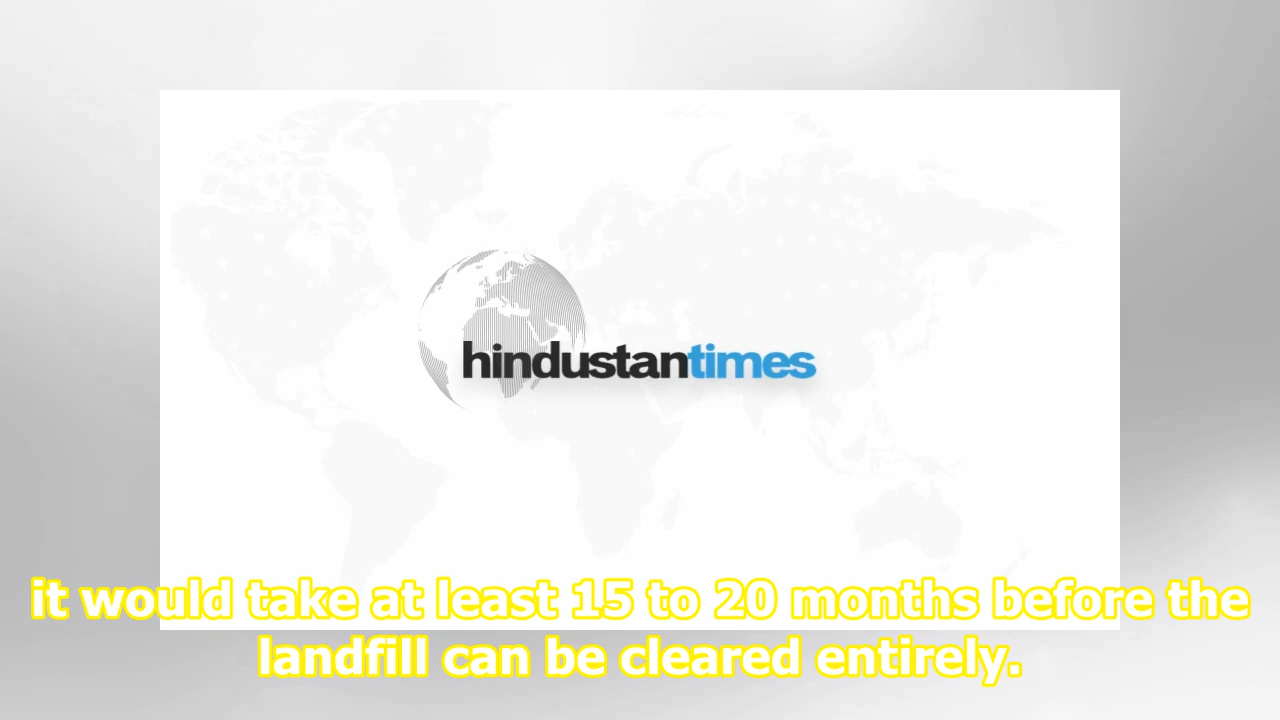 hindustantimes
it would take at least 15 to 20 months before the
landfill can be cleared entirely.